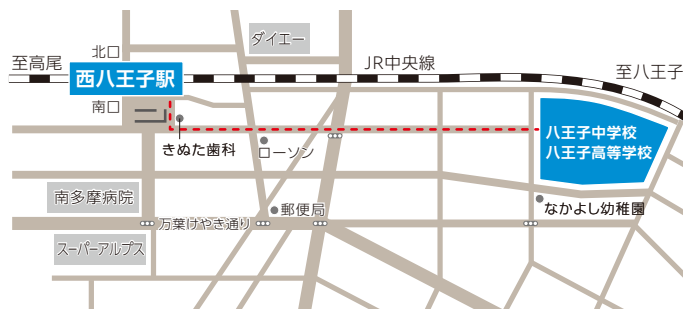 ダイエー
北口
至高尾
JR中央線
至八王子
西八王子駅
南口
八王子中学校
八王子高等学校
きぬた歯科
ローソン
南多摩病院
郵便局
なかよし幼稚園
万葉けやき通り
スーパーアルプス